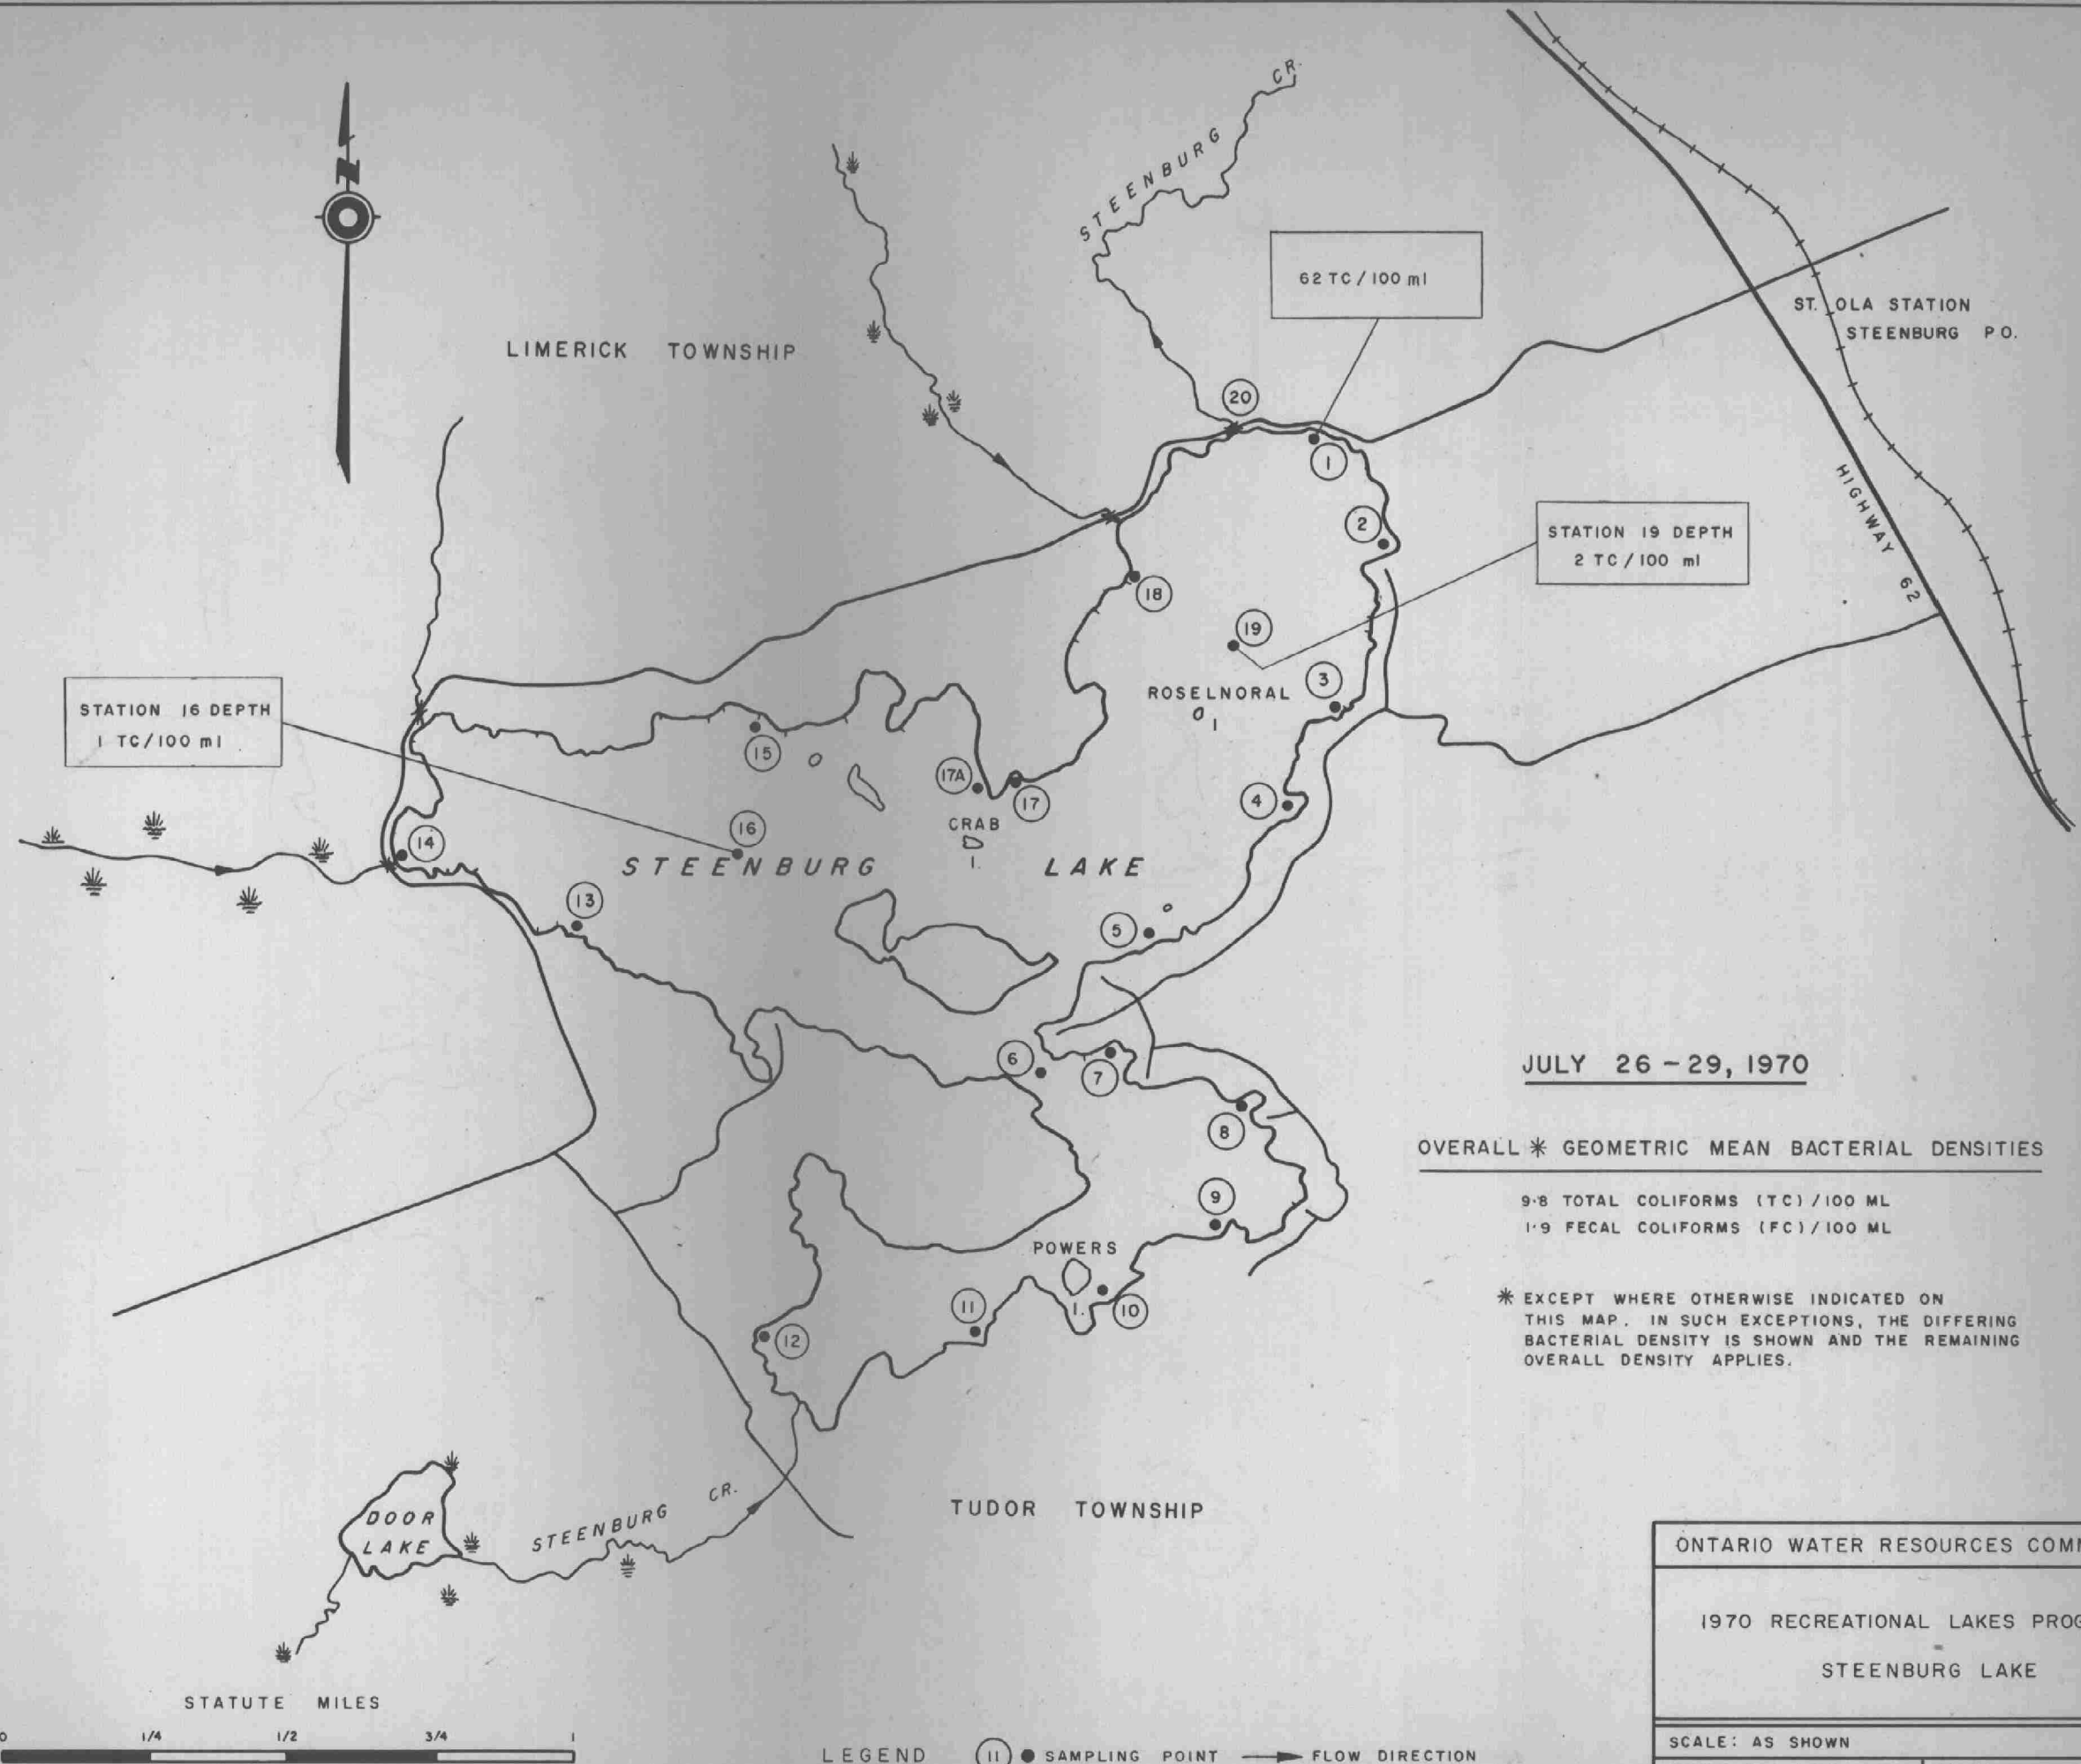 N
STEENBURG CR.
62 TC / 100 ml
LIMERICK TOWNSHIP
ST. OLA STATION
STEENBURG P.O.
20
1
HIGHWAY 62
2
STATION 19 DEPTH
2 TC / 100 ml
18
19
3
ROSELNORAL
I
STATION 16 DEPTH
1 TC/100 ml
15
17A
17
4
CRAB
I.
16
14
STEENBURG LAKE
13
5
6
7
JULY 26 - 29, 1970
8
OVERALL * GEOMETRIC MEAN BACTERIAL DENSITIES
9
9.8 TOTAL COLIFORMS (TC) / 100 ML
1.9 FECAL COLIFORMS (FC) / 100 ML
POWERS
I.
10
11
12
* EXCEPT WHERE OTHERWISE INDICATED ON
THIS MAP. IN SUCH EXCEPTIONS, THE DIFFERING
BACTERIAL DENSITY IS SHOWN AND THE REMAINING
OVERALL DENSITY APPLIES.
DOOR
LAKE
STEENBURG CR.
TUDOR TOWNSHIP
ONTARIO WATER RESOURCES COM
1970 RECREATIONAL LAKES PROG
STEENBURG LAKE
STATUTE MILES
0 1/4 1/2 3/4 1
SCALE: AS SHOWN
LEGEND 11 SAMPLING POINT FLOW DIRECTION